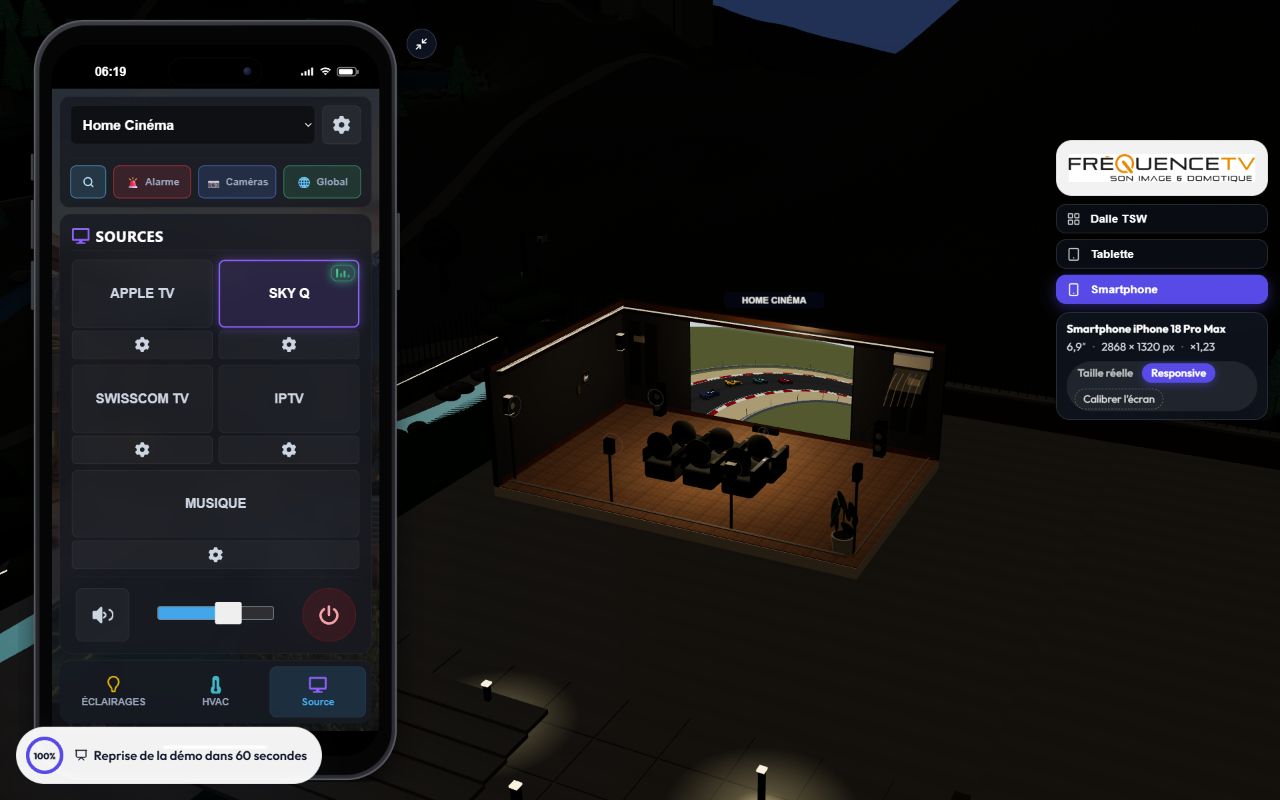 06:19
Home Cinéma
Alarme
Caméras
Global
SOURCES
APPLE TV
SKY Q
SWISSCOM TV
IPTV
MUSIQUE
ÉCLAIRAGES
HVAC
Source
100%
Reprise de la démo dans 60 secondes
HOME CINÉMA
FRÉQUENCETV
SON IMAGE & DOMOTIQUE
Dalle TSW
Tablette
Smartphone
Smartphone iPhone 18 Pro Max
6,9″ · 2868 × 1320 px · ×1,23
Taille réelle
Responsive
Calibrer l'écran